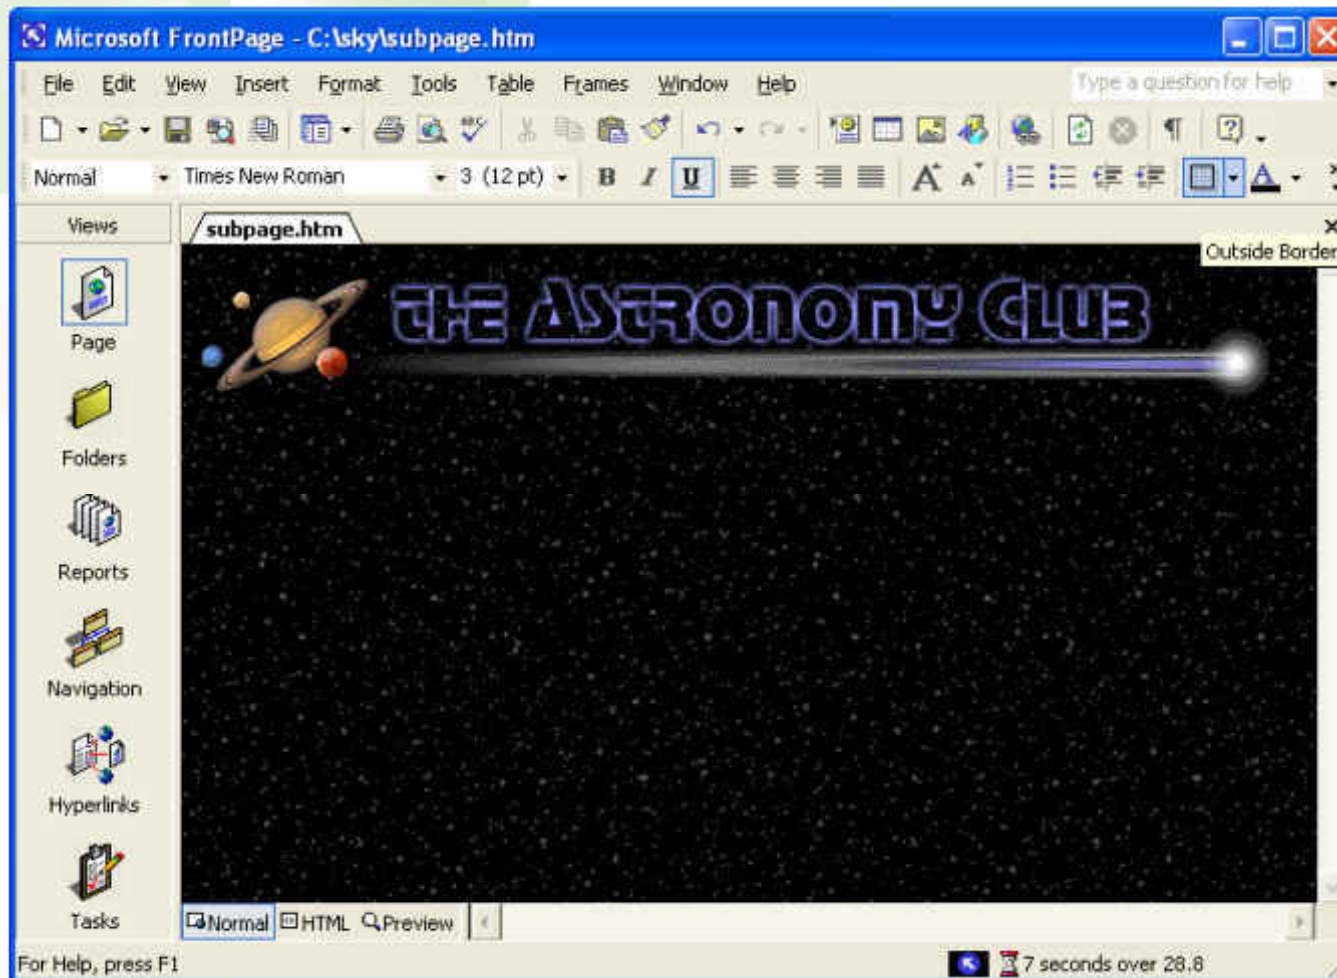 Microsoft FrontPage - C:\sky\subpage.htm
File Edit View Insert Format Tools Table Frames Window Help Type a question for help
Normal Times New Roman 3 (12 pt) B I U A A A
Views subpage.htm
Outside Border
the Astronomy Club
Page
Folders
Reports
Navigation
Hyperlinks
Tasks
Normal HTML Preview
For Help, press F1 7 seconds over 28.8